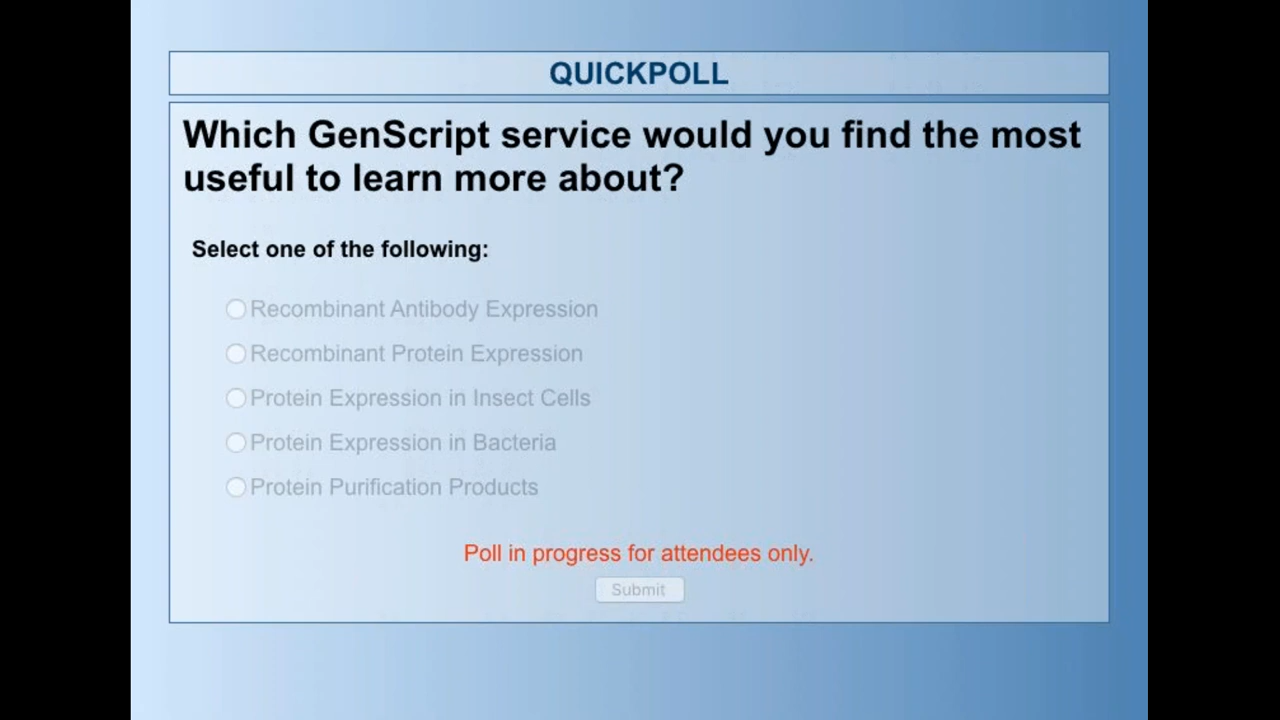 QUICKPOLL
Which GenScript service would you find the most
useful to learn more about?
Select one of the following:
Recombinant Antibody Expression
Recombinant Protein Expression
Protein Expression in Insect Cells
Protein Expression in Bacteria
Protein Purification Products
Poll in progress for attendees only.
Submit